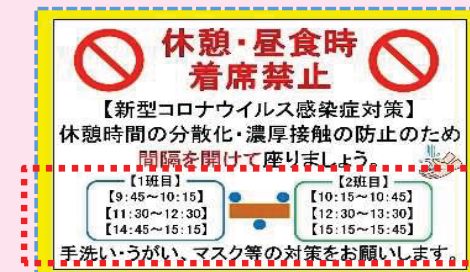 休憩・昼食時
着席禁止
【新型コロナウイルス感染症対策】
休憩時間の分散化・濃厚接触の防止のため
間隔を開けて座りましょう。
【1班目】
【9:45～10:15】
【11:30～12:30】
【14:45～15:15】
【2班目】
【10:15～10:45】
【12:30～13:30】
【15:15～15:45】
手洗い・うがい、マスク等の対策をお願いします。